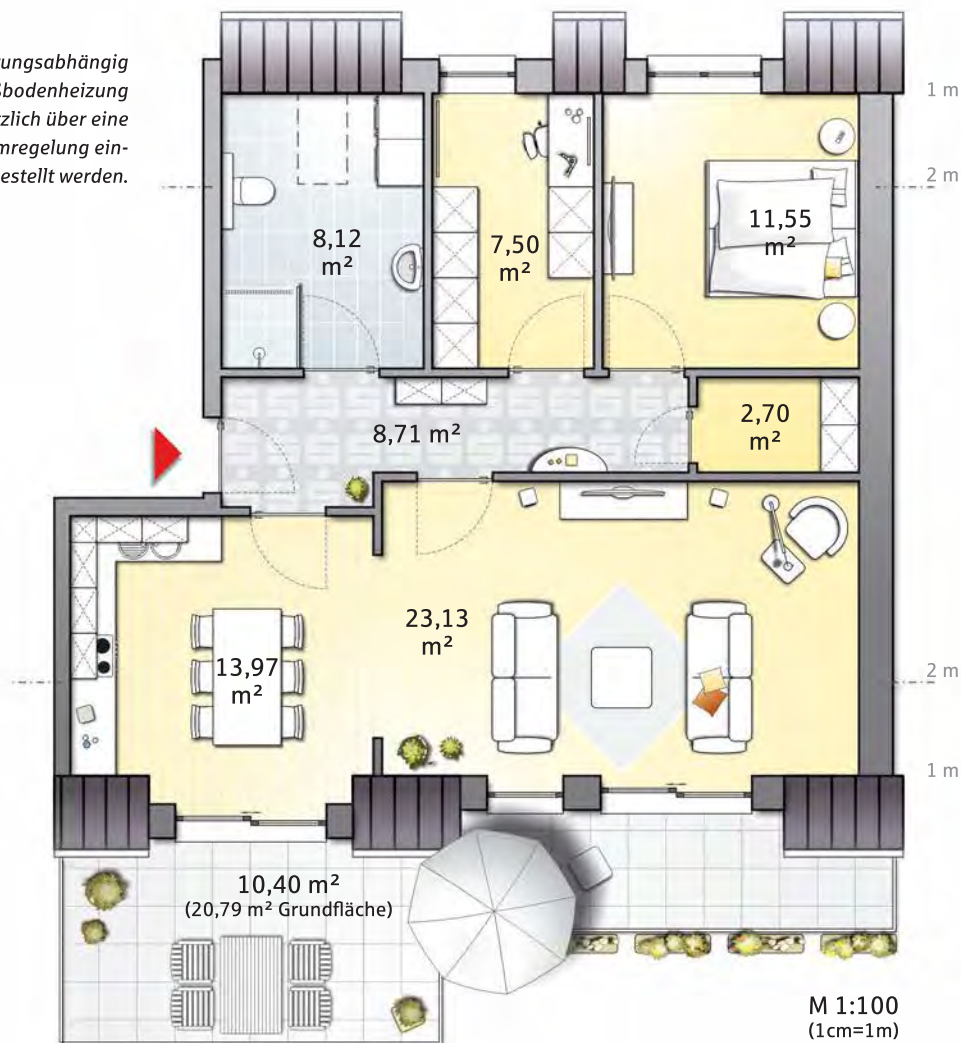 rungsabhängig
bodenheizung
zlich über eine
mregelung ein-
estellt werden.
1 m
2 m
8,12
m²
7,50
m²
11,55
m²
8,71 m²
2,70
m²
23,13
m²
13,97
m²
2 m
1 m
10,40 m²
(20,79 m² Grundfläche)
M 1:100
(1cm=1m)